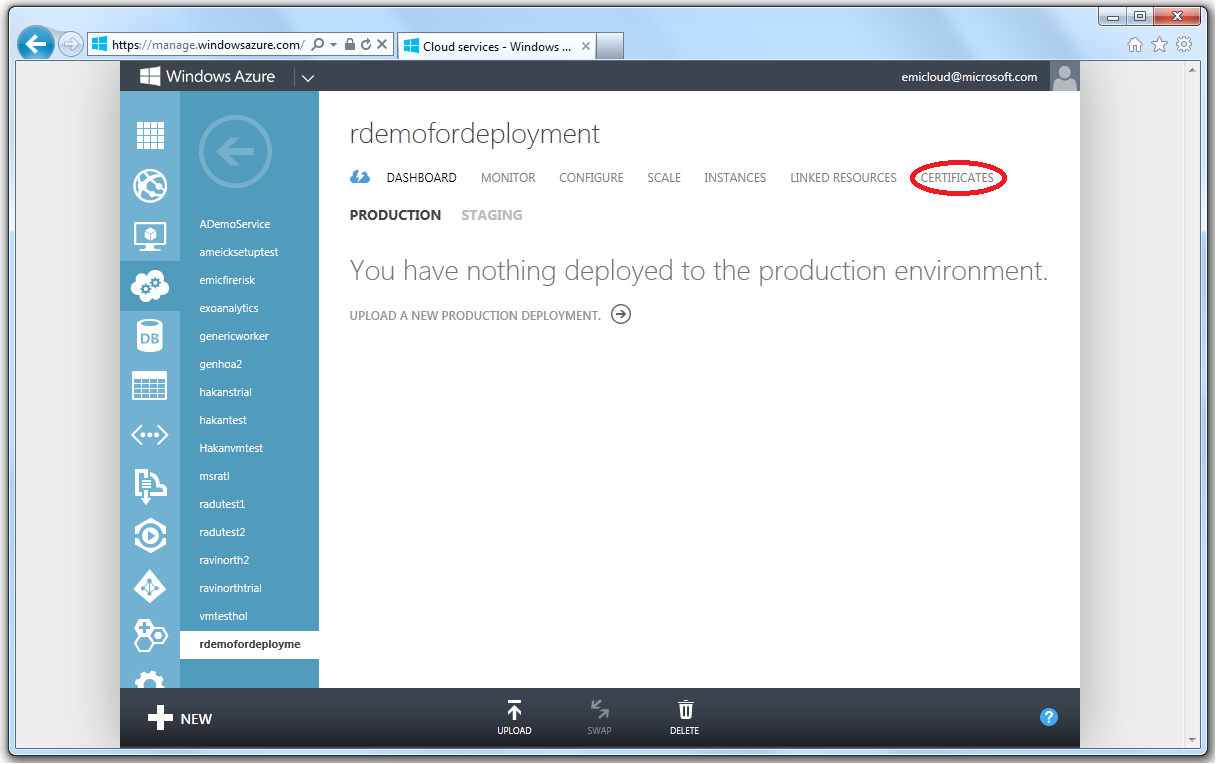 https://manage.windowsazure.com/
Cloud services - Windows ...
Windows Azure
emicloud@microsoft.com
rdemofordeployment
DASHBOARD MONITOR CONFIGURE SCALE INSTANCES LINKED RESOURCES CERTIFICATES
PRODUCTION STAGING
You have nothing deployed to the production environment.
UPLOAD A NEW PRODUCTION DEPLOYMENT.
DB
ADemoService
ameicksetuptest
emicfirerisk
exoanalytics
genericworker
genhoa2
hakanstrial
hakantest
Hakanvmtest
msratl
radutest1
radutest2
ravinorth2
ravinorthtrial
vmtesthol
rdemofordeployme
NEW
UPLOAD
SWAP
DELETE
?